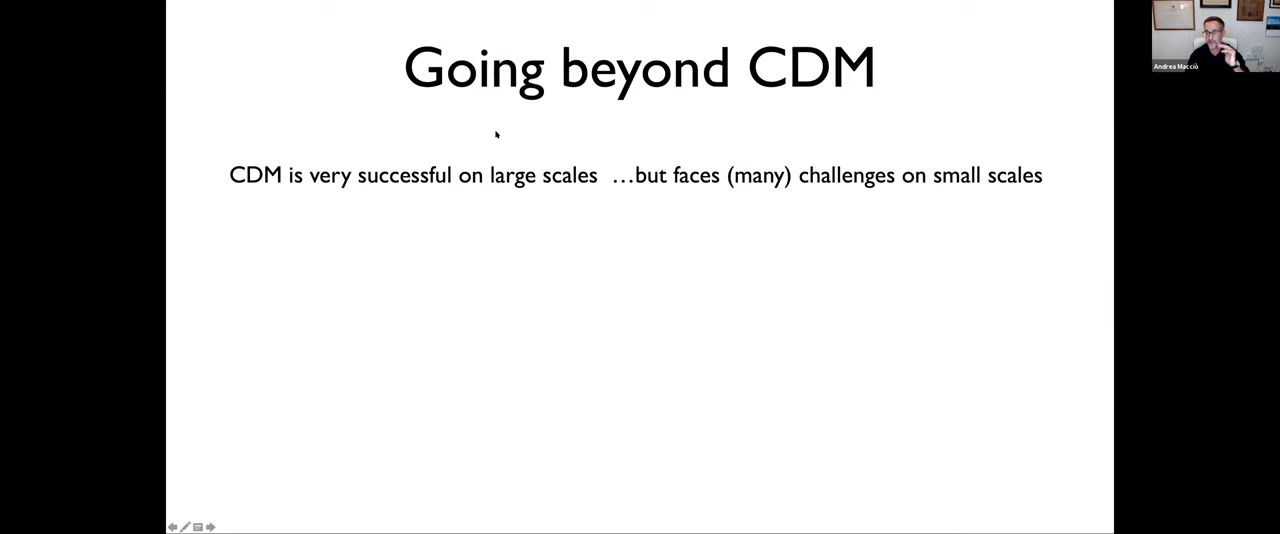 Going beyond CDM
CDM is very successful on large scales …but faces (many) challenges on small scales
Andrea Macciò